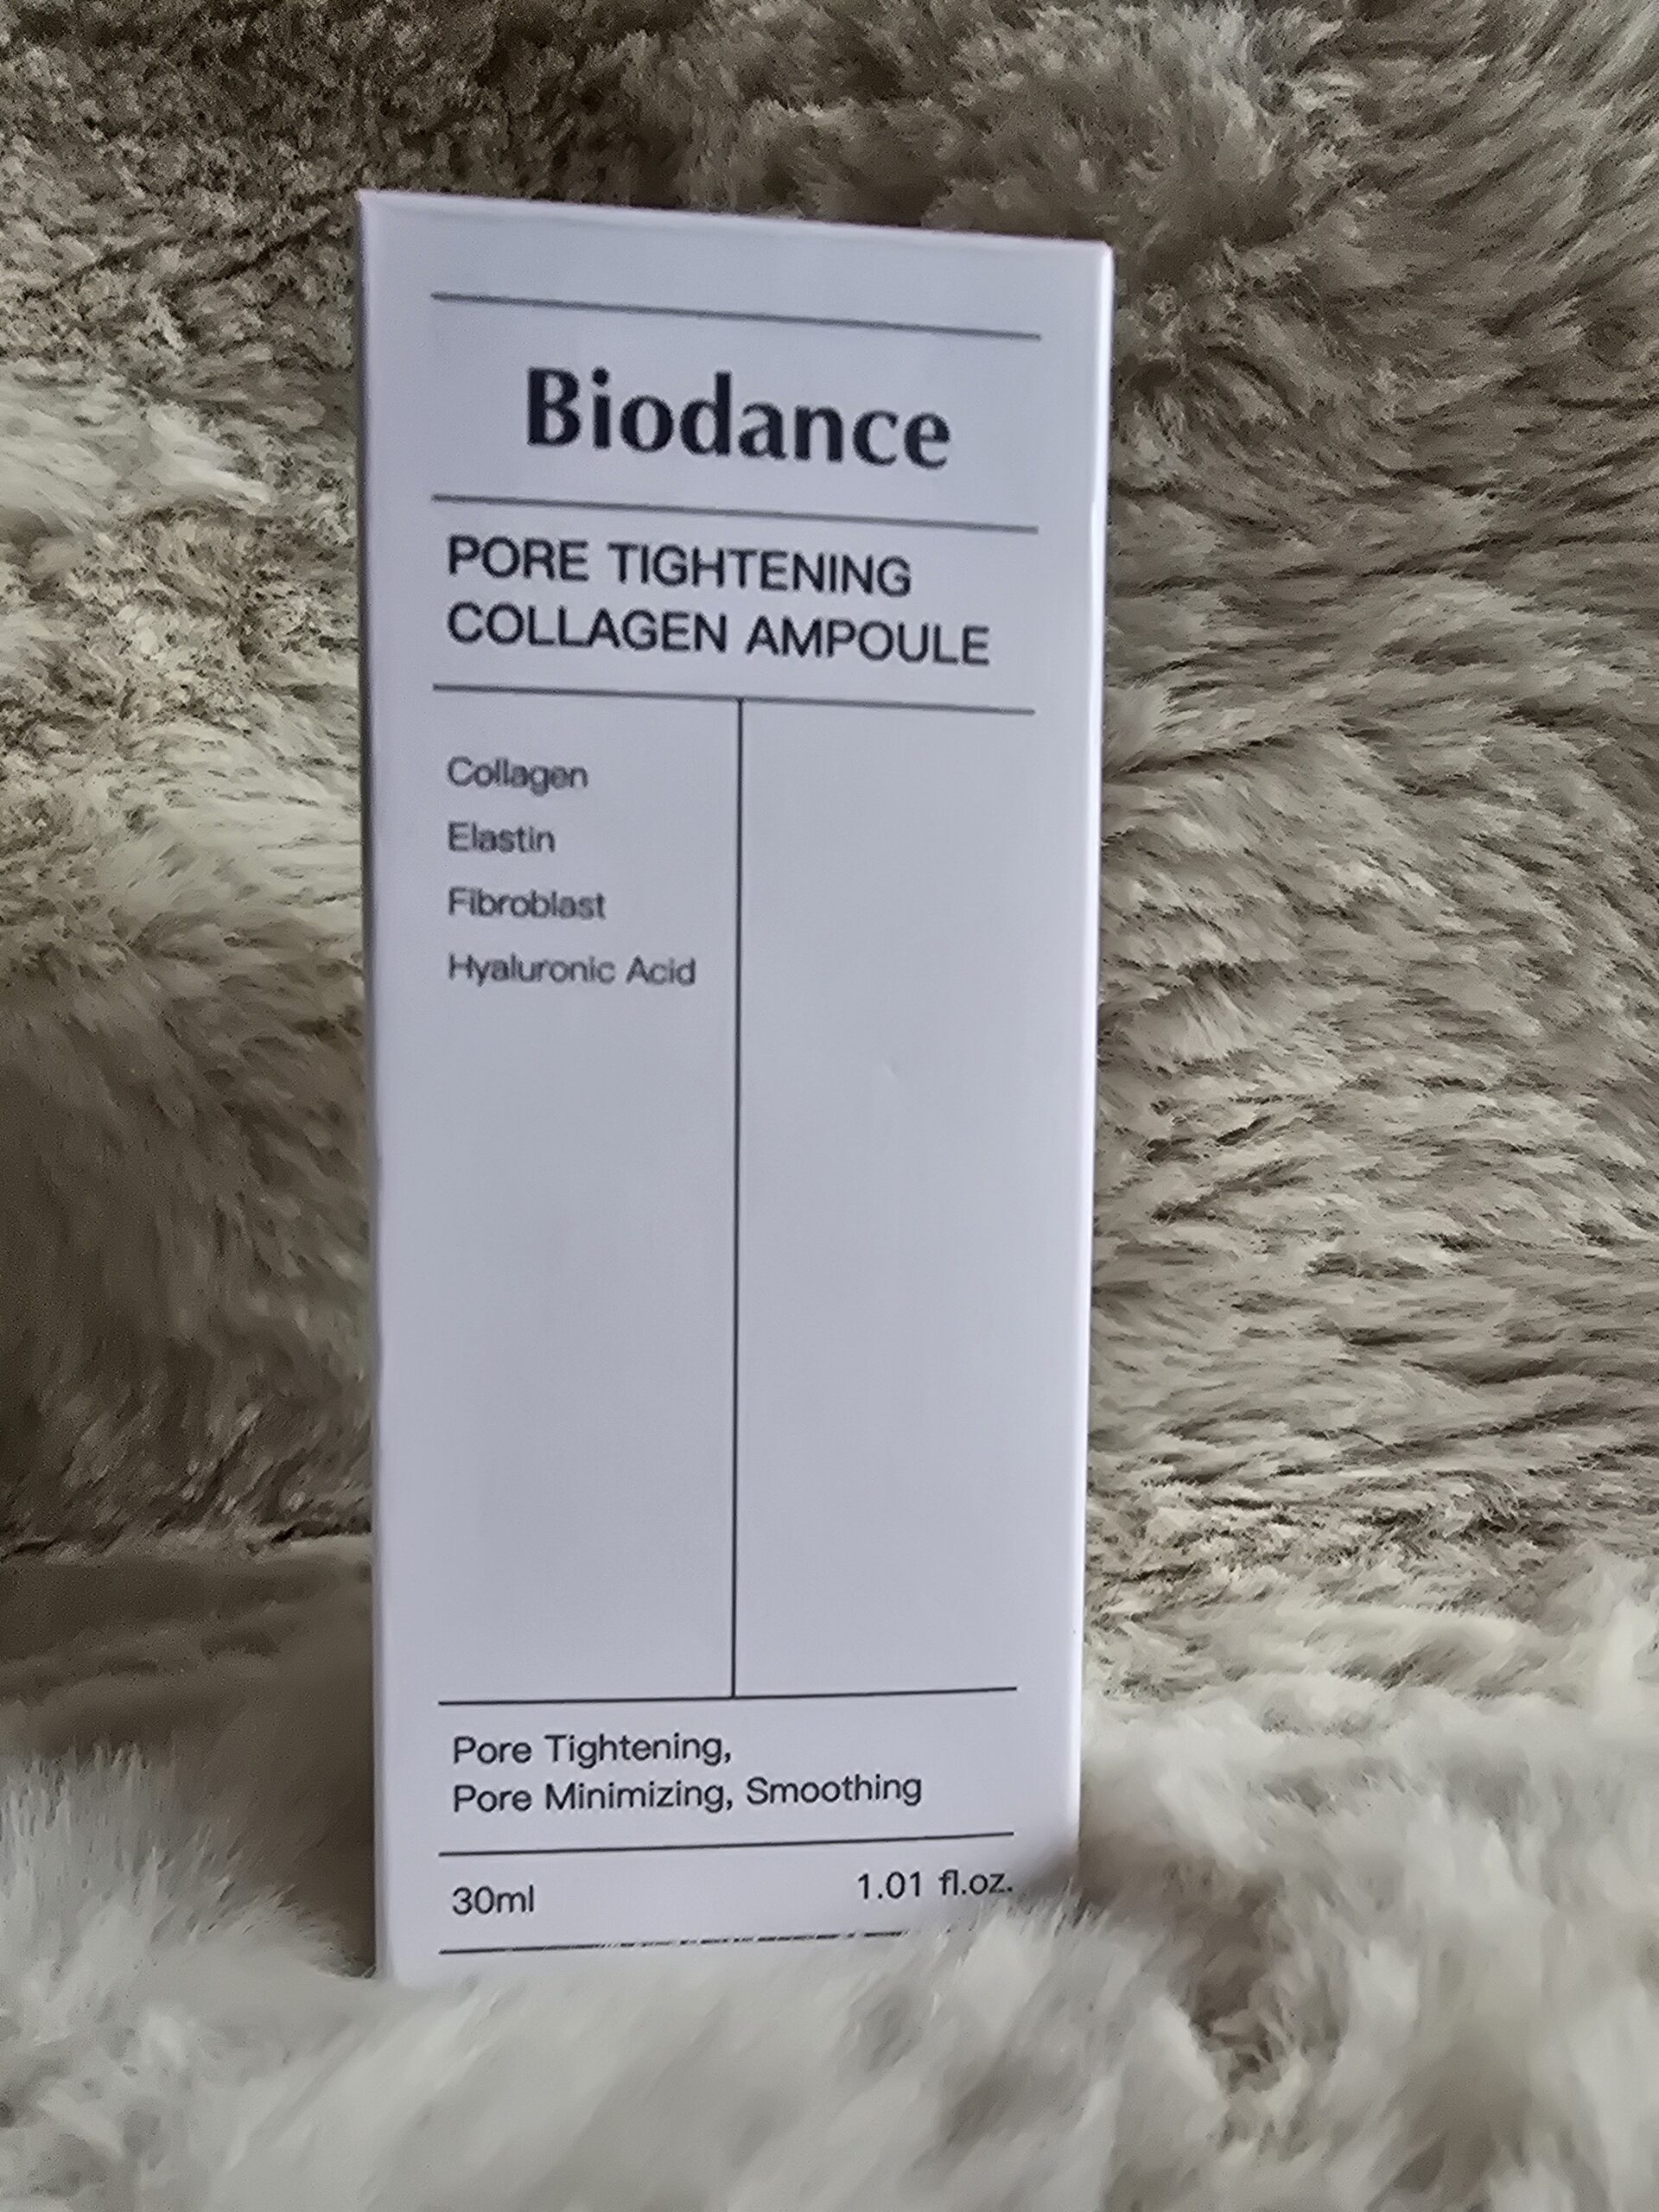 Biodance
PORE TIGHTENING
COLLAGEN AMPOULE
Collagen
Elastin
Fibroblast
Hyaluronic Acid
Pore Tightening,
Pore Minimizing, Smoothing
30ml 1.01 fl.oz.